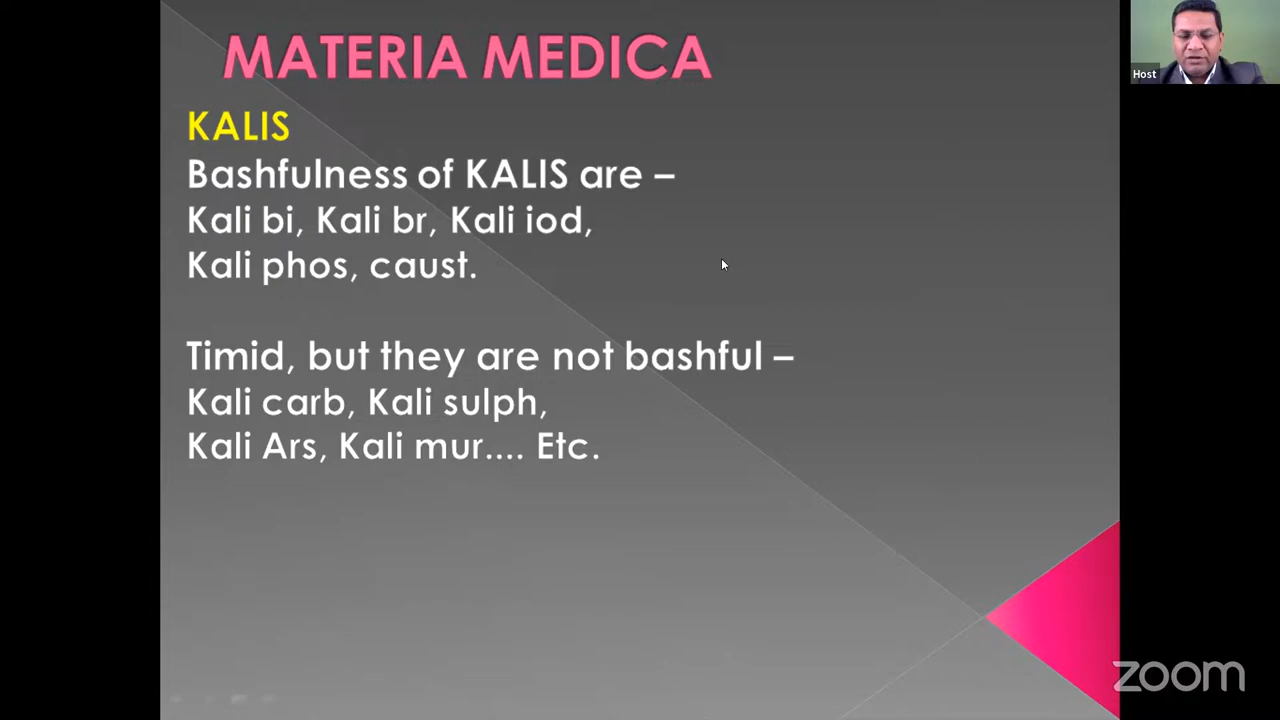 MATERIA MEDICA
KALIS
Bashfulness of KALIS are –
Kali bi, Kali br, Kali iod,
Kali phos, caust.
Timid, but they are not bashful –
Kali carb, Kali sulph,
Kali Ars, Kali mur.... Etc.
Host
zoom